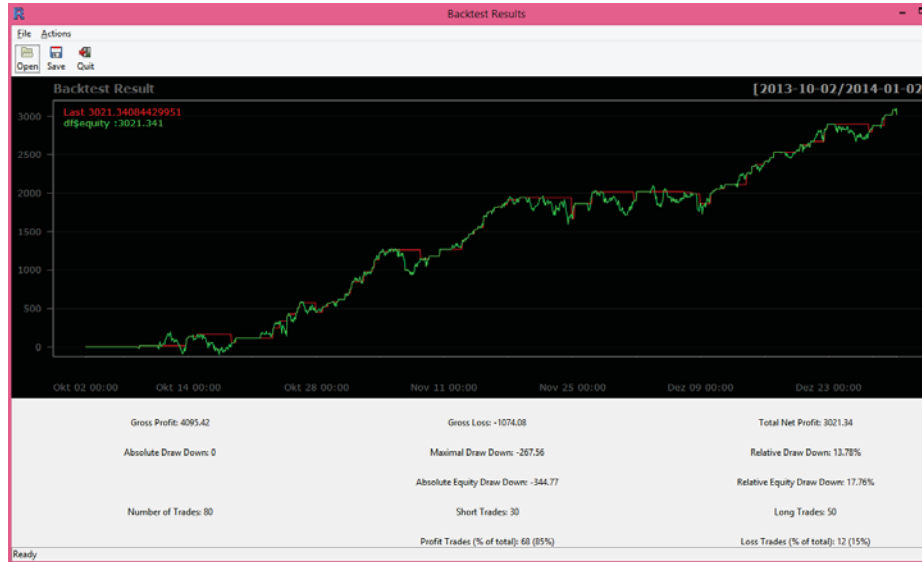 Backtest Results
File Actions
Open Save Quit
Backtest Result [2013-10-02/2014-01-02
Last 3021.34084429951
df$equity :3021.341
3000
2500
2000
1500
1000
500
0
Okt 02 00:00 Okt 14 00:00 Okt 28 00:00 Nov 11 00:00 Nov 25 00:00 Dez 09 00:00 Dez 23 00:00
Gross Profit: 4095.42 Gross Loss: -1074.08 Total Net Profit: 3021.34
Absolute Draw Down: 0 Maximal Draw Down: -267.56 Relative Draw Down: 13.78%
Absolute Equity Draw Down: -344.77 Relative Equity Draw Down: 17.76%
Number of Trades: 80 Short Trades: 30 Long Trades: 50
Profit Trades (% of total): 68 (85%) Loss Trades (% of total): 12 (15%)
Ready